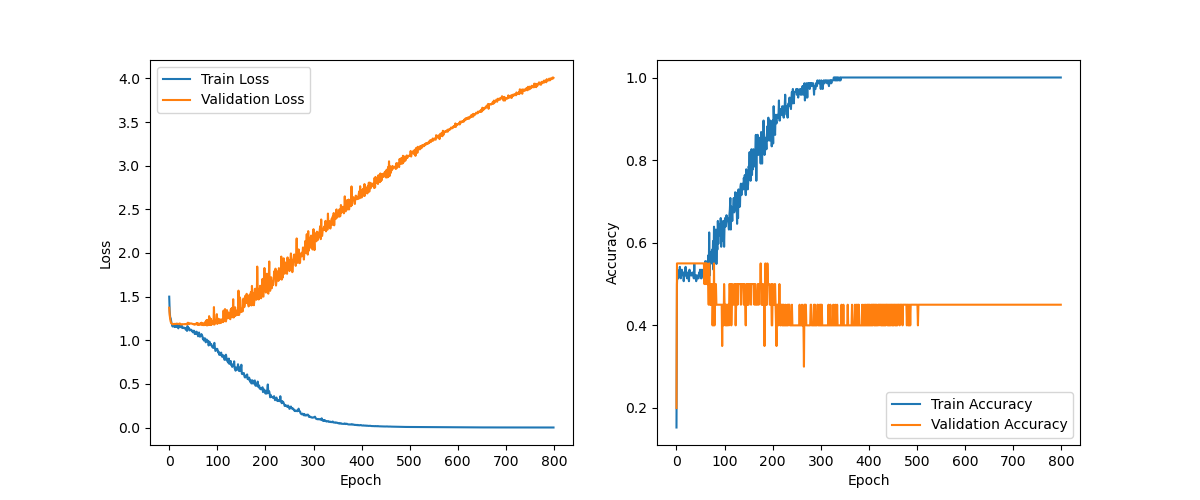 Train Loss
Validation Loss
4.0
3.5
3.0
2.5
2.0
1.5
1.0
0.5
0.0
Loss
0 100 200 300 400 500 600 700 800
Epoch
1.0
0.8
0.6
0.4
0.2
Accuracy
Train Accuracy
Validation Accuracy
0 100 200 300 400 500 600 700 800
Epoch